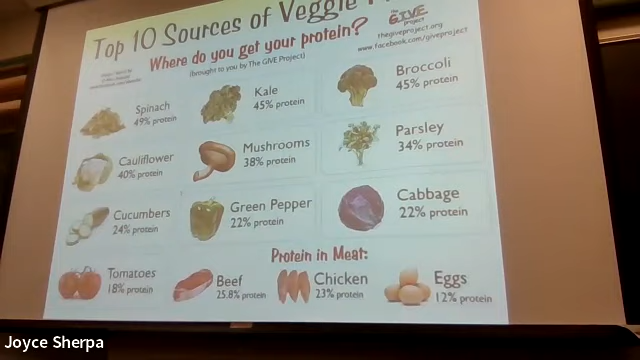 Top 10 Sources of Veggie
Where do you get your protein?
(brought to you by The GIVE Project)
The GIVE project
thegiveproject.org
www.facebook.com/giveproject
Spinach
49% protein
Kale
45% protein
Broccoli
45% protein
Cauliflower
40% protein
Mushrooms
38% protein
Parsley
34% protein
Cucumbers
24% protein
Green Pepper
22% protein
Cabbage
22% protein
Protein in Meat:
Tomatoes
18% protein
Beef
25.8% protein
Chicken
23% protein
Eggs
12% protein
Joyce Sherpa